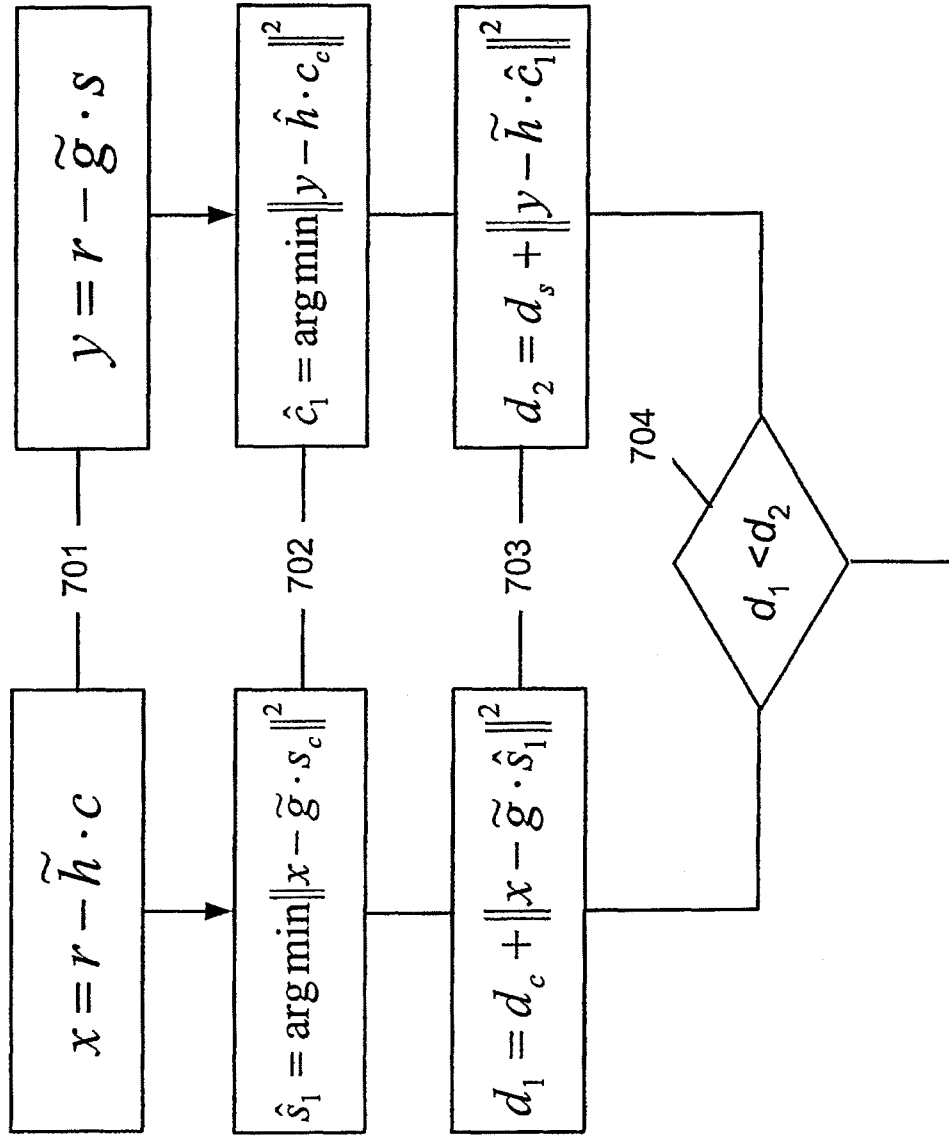 x = r − h̃ · c
701
y = r − g̃ · s
ŝ₁ = arg min‖x − g̃ · s_c‖²
702
ĉ₁ = arg min‖y − ĥ · c_c‖²
d₁ = d_c + ‖x − g̃ · ŝ₁‖²
703
d₂ = d_s + ‖y − h̃ · ĉ₁‖²
704
d₁ <d₂